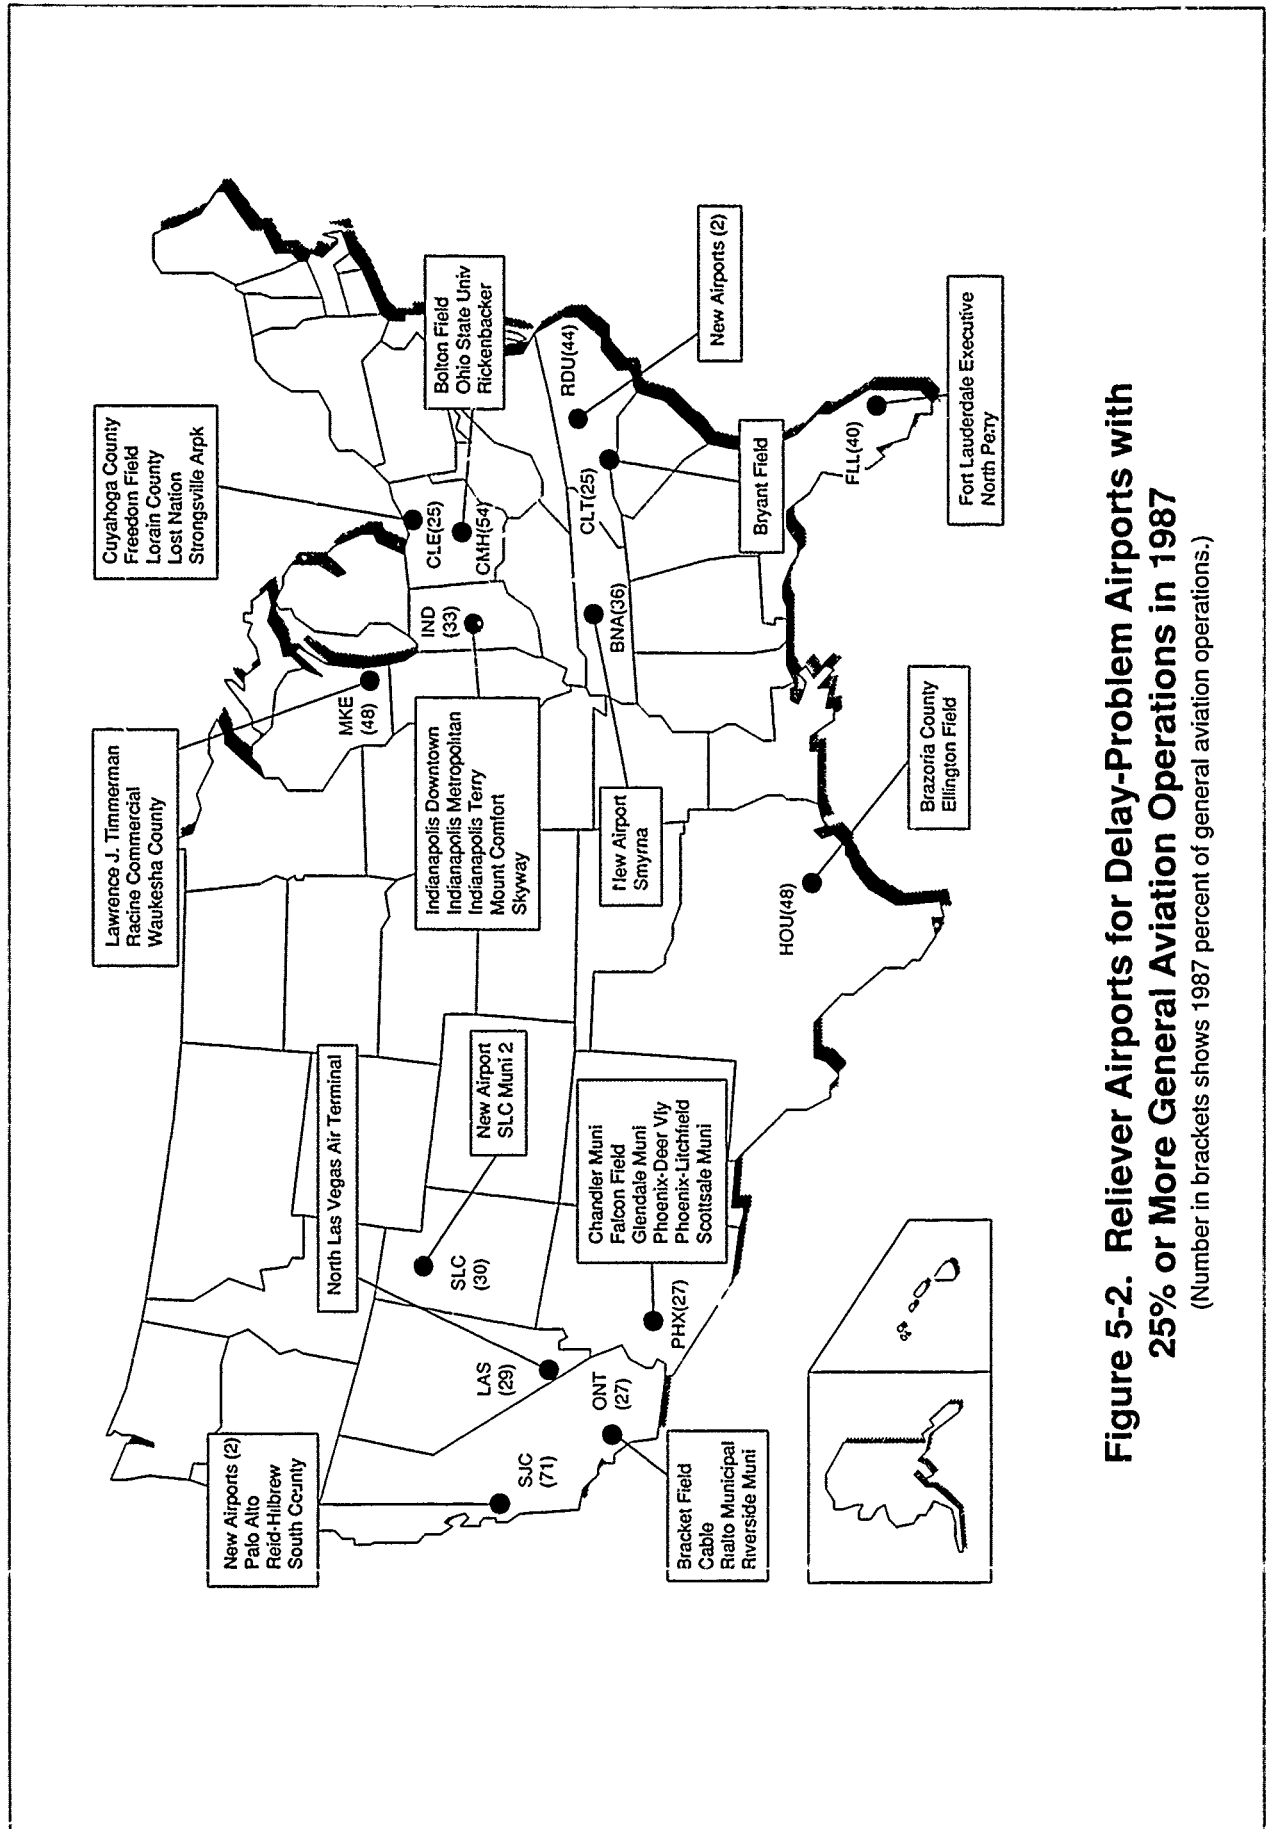 New Airports (2)
Palo Alto
Reid-Hilbrew
South County
SJC
(71)
Bracket Field
Cable
Rialto Municipal
Riverside Muni
ONT
(27)
LAS
(29)
North Las Vegas Air Terminal
SLC
(30)
New Airport
SLC Muni 2
PHX(27)
Chandler Muni
Falcon Field
Glendale Muni
Phoenix-Deer Vly
Phoenix-Litchfield
Scottsale Muni
Lawrence J. Timmerman
Racine Commercial
Waukesha County
MKE
(48)
Indianapolis Downtown
Indianapolis Metropolitan
Indianapolis Terry
Mount Comfort
Skyway
IND
(33)
New Airport
Smyrna
BNA(36)
HOU(48)
Brazoria County
Ellington Field
Cuyahoga County
Freedom Field
Lorain County
Lost Nation
Strongsville Arpk
CLE(25)
CMH(54)
Bolton Field
Ohio State Univ
Rickenbacker
CLT(25)
Bryant Field
RDU(44)
New Airports (2)
FLL(40)
Fort Lauderdale Executive
North Perry
Figure 5-2. Reliever Airports for Delay-Problem Airports with
25% or More General Aviation Operations in 1987
(Number in brackets shows 1987 percent of general aviation operations.)